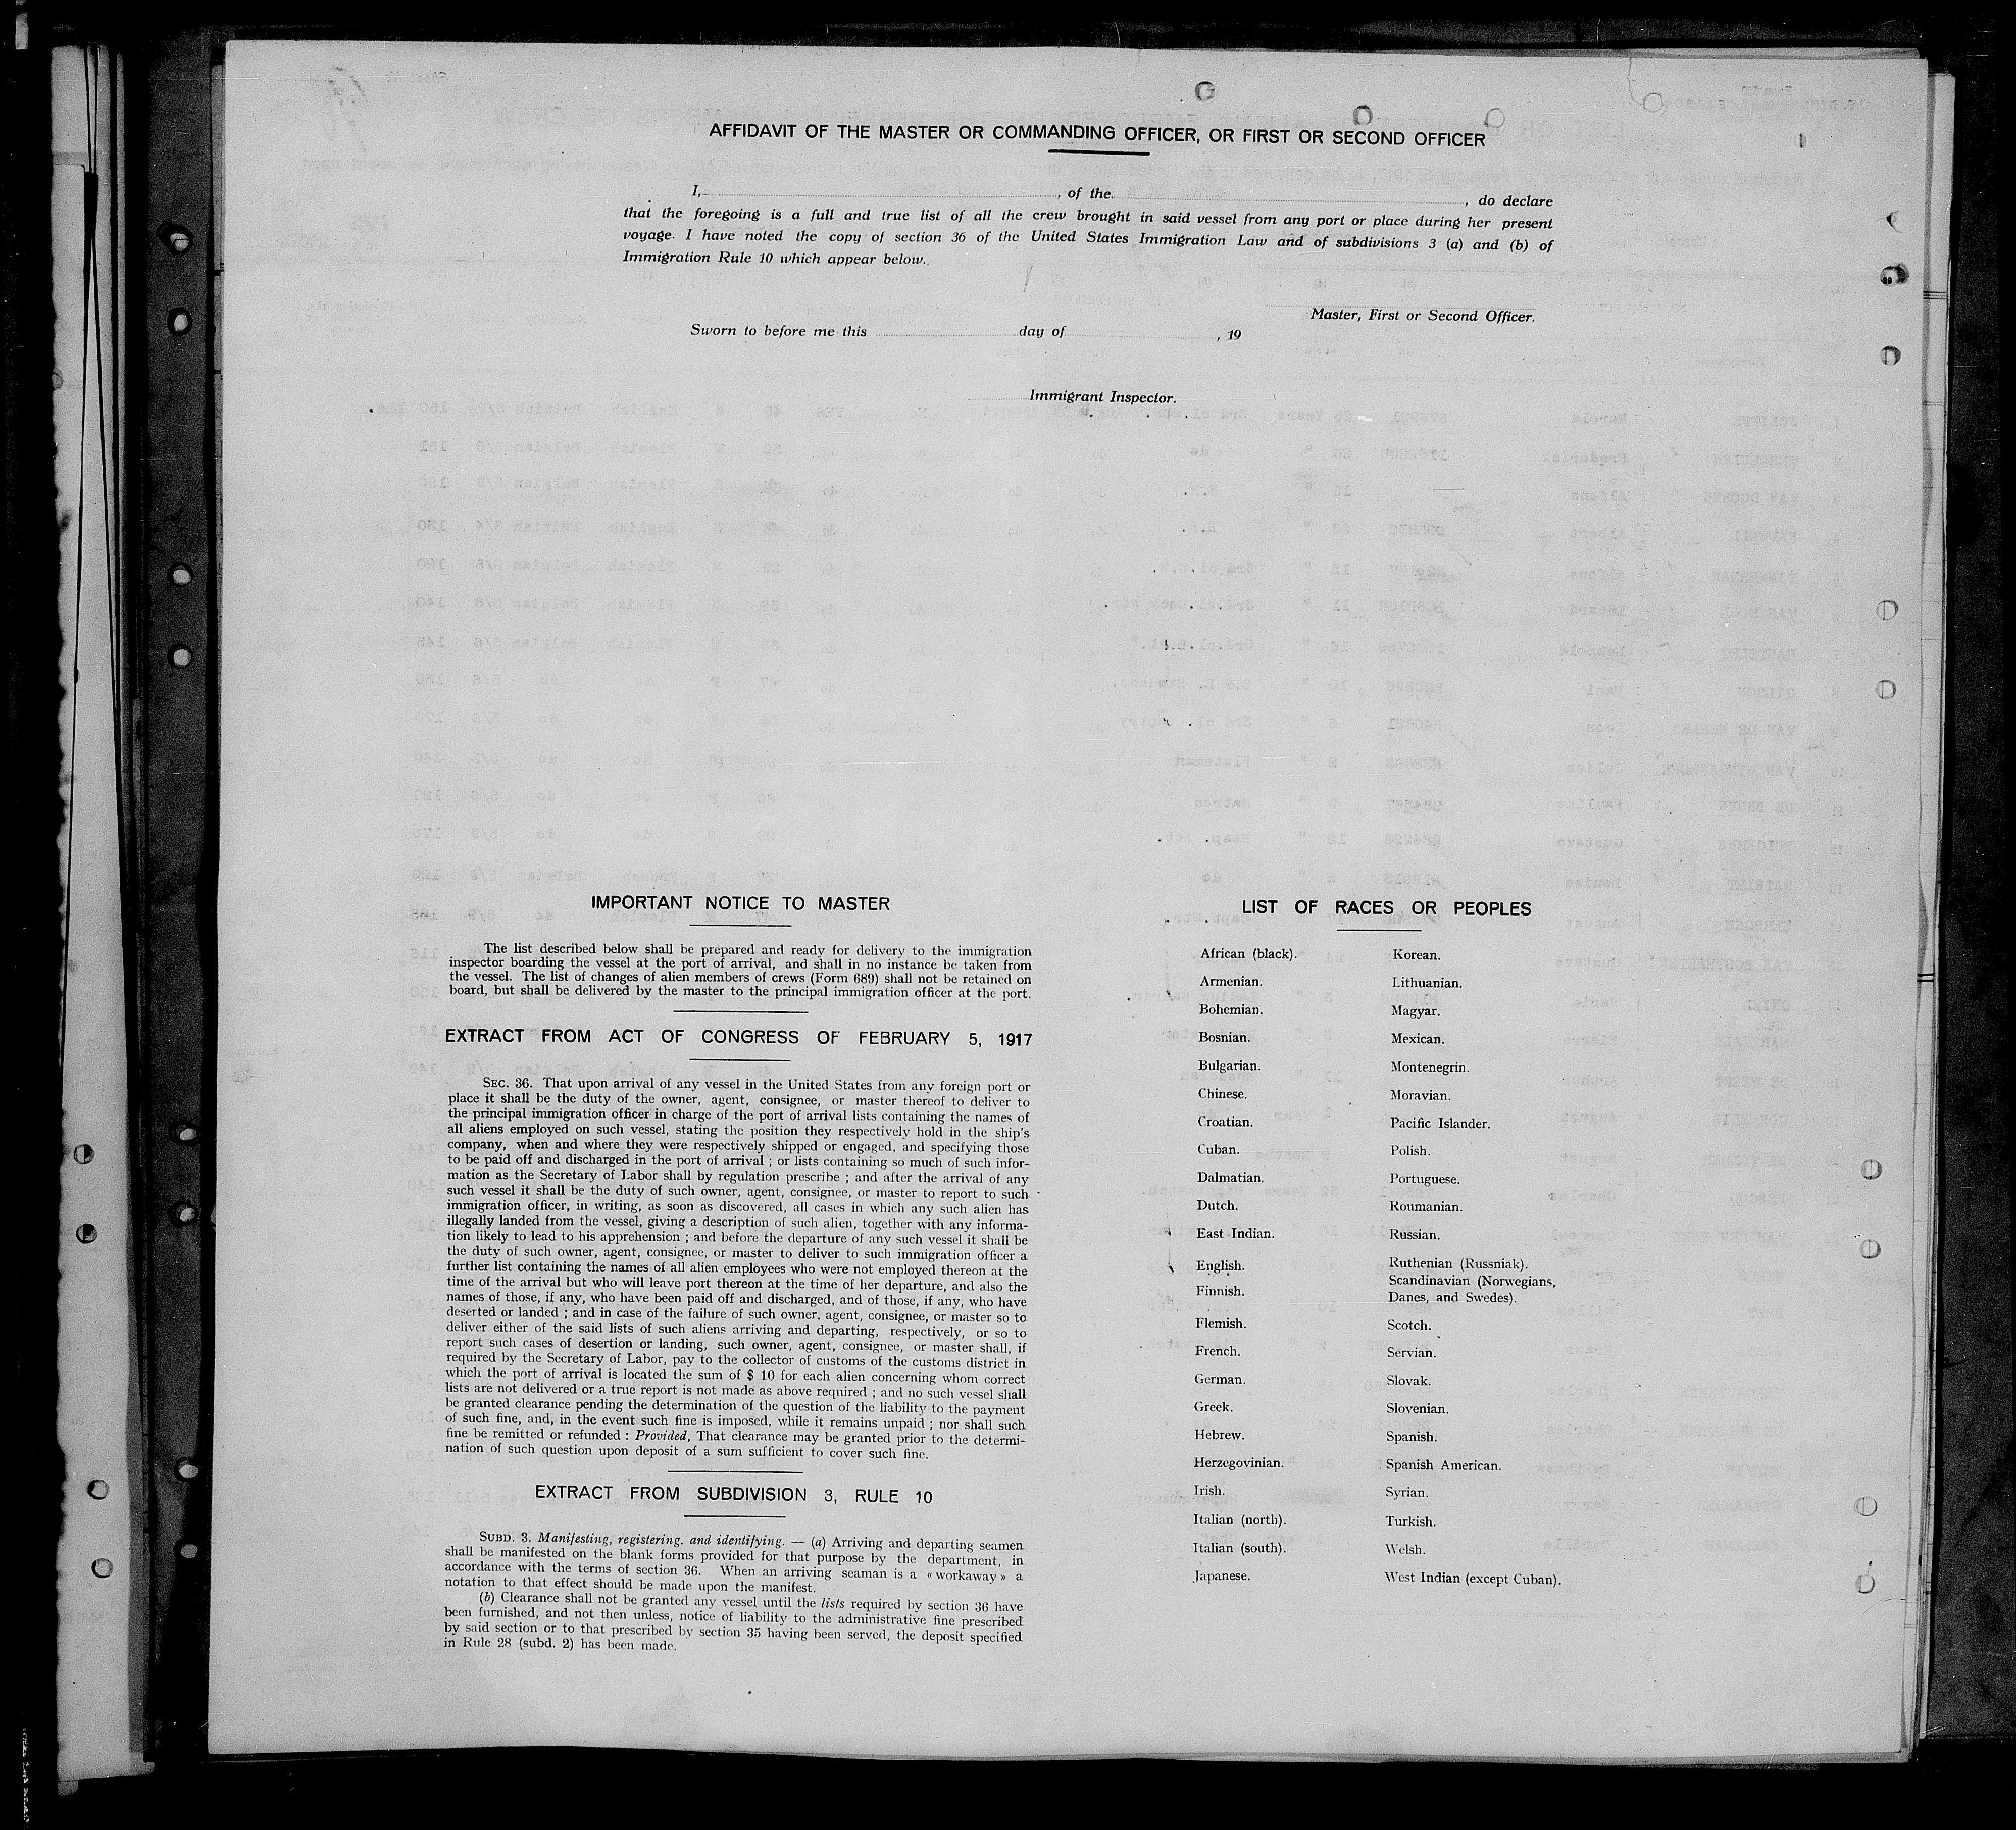 AFFIDAVIT OF THE MASTER OR COMMANDING OFFICER, OR FIRST OR SECOND OFFICER
I, , of the , do declare
that the foregoing is a full and true list of all the crew brought in said vessel from any port or place during her present
voyage. I have noted the copy of section 36 of the United States Immigration Law and of subdivisions 3 (a) and (b) of
Immigration Rule 10 which appear below.
Master, First or Second Officer.
Sworn to before me this day of , 19
Immigrant Inspector.
IMPORTANT NOTICE TO MASTER
The list described below shall be prepared and ready for delivery to the immigration
inspector boarding the vessel at the port of arrival, and shall in no instance be taken from
the vessel. The list of changes of alien members of crews (Form 689) shall not be retained on
board, but shall be delivered by the master to the principal immigration officer at the port.
EXTRACT FROM ACT OF CONGRESS OF FEBRUARY 5, 1917
SEC. 36. That upon arrival of any vessel in the United States from any foreign port or
place it shall be the duty of the owner, agent, consignee, or master thereof to deliver to
the principal immigration officer in charge of the port of arrival lists containing the names of
all aliens employed on such vessel, stating the position they respectively hold in the ship's
company, when and where they were respectively shipped or engaged, and specifying those
to be paid off and discharged in the port of arrival ; or lists containing so much of such infor-
mation as the Secretary of Labor shall by regulation prescribe ; and after the arrival of any
such vessel it shall be the duty of such owner, agent, consignee, or master to report to such
immigration officer, in writing, as soon as discovered, all cases in which any such alien has
illegally landed from the vessel, giving a description of such alien, together with any informa-
tion likely to lead to his apprehension ; and before the departure of any such vessel it shall be
the duty of such owner, agent, consignee, or master to deliver to such immigration officer a
further list containing the names of all alien employees who were not employed thereon at the
time of the arrival but who will leave port thereon at the time of her departure, and also the
names of those, if any, who have been paid off and discharged, and of those, if any, who have
deserted or landed ; and in case of the failure of such owner, agent, consignee, or master so to
deliver either of the said lists of such aliens arriving and departing, respectively, or so to
report such cases of desertion or landing, such owner, agent, consignee, or master shall, if
required by the Secretary of Labor, pay to the collector of customs of the customs district in
which the port of arrival is located the sum of $ 10 for each alien concerning whom correct
lists are not delivered or a true report is not made as above required ; and no such vessel shall
be granted clearance pending the determination of the question of the liability to the payment
of such fine, and, in the event such fine is imposed, while it remains unpaid ; nor shall such
fine be remitted or refunded : Provided, That clearance may be granted prior to the determi-
nation of such question upon deposit of a sum sufficient to cover such fine.
EXTRACT FROM SUBDIVISION 3, RULE 10
SUBD. 3. Manifesting, registering. and identifying. — (a) Arriving and departing seamen
shall be manifested on the blank forms provided for that purpose by the department, in
accordance with the terms of section 36. When an arriving seaman is a « workaway » a
notation to that effect should be made upon the manifest.
(b) Clearance shall not be granted any vessel until the lists required by section 36 have
been furnished, and not then unless, notice of liability to the administrative fine prescribed
by said section or to that prescribed by section 35 having been served, the deposit specified
in Rule 28 (subd. 2) has been made.
LIST OF RACES OR PEOPLES
African (black).
Armenian.
Bohemian.
Bosnian.
Bulgarian.
Chinese.
Croatian.
Cuban.
Dalmatian.
Dutch.
East Indian.
English.
Finnish.
Flemish.
French.
German.
Greek.
Hebrew.
Herzegovinian.
Irish.
Italian (north).
Italian (south).
Japanese.
Korean.
Lithuanian.
Magyar.
Mexican.
Montenegrin.
Moravian.
Pacific Islander.
Polish.
Portuguese.
Roumanian.
Russian.
Ruthenian (Russniak).
Scandinavian (Norwegians,
Danes, and Swedes).
Scotch.
Servian.
Slovak.
Slovenian.
Spanish.
Spanish American.
Syrian.
Turkish.
Welsh.
West Indian (except Cuban).